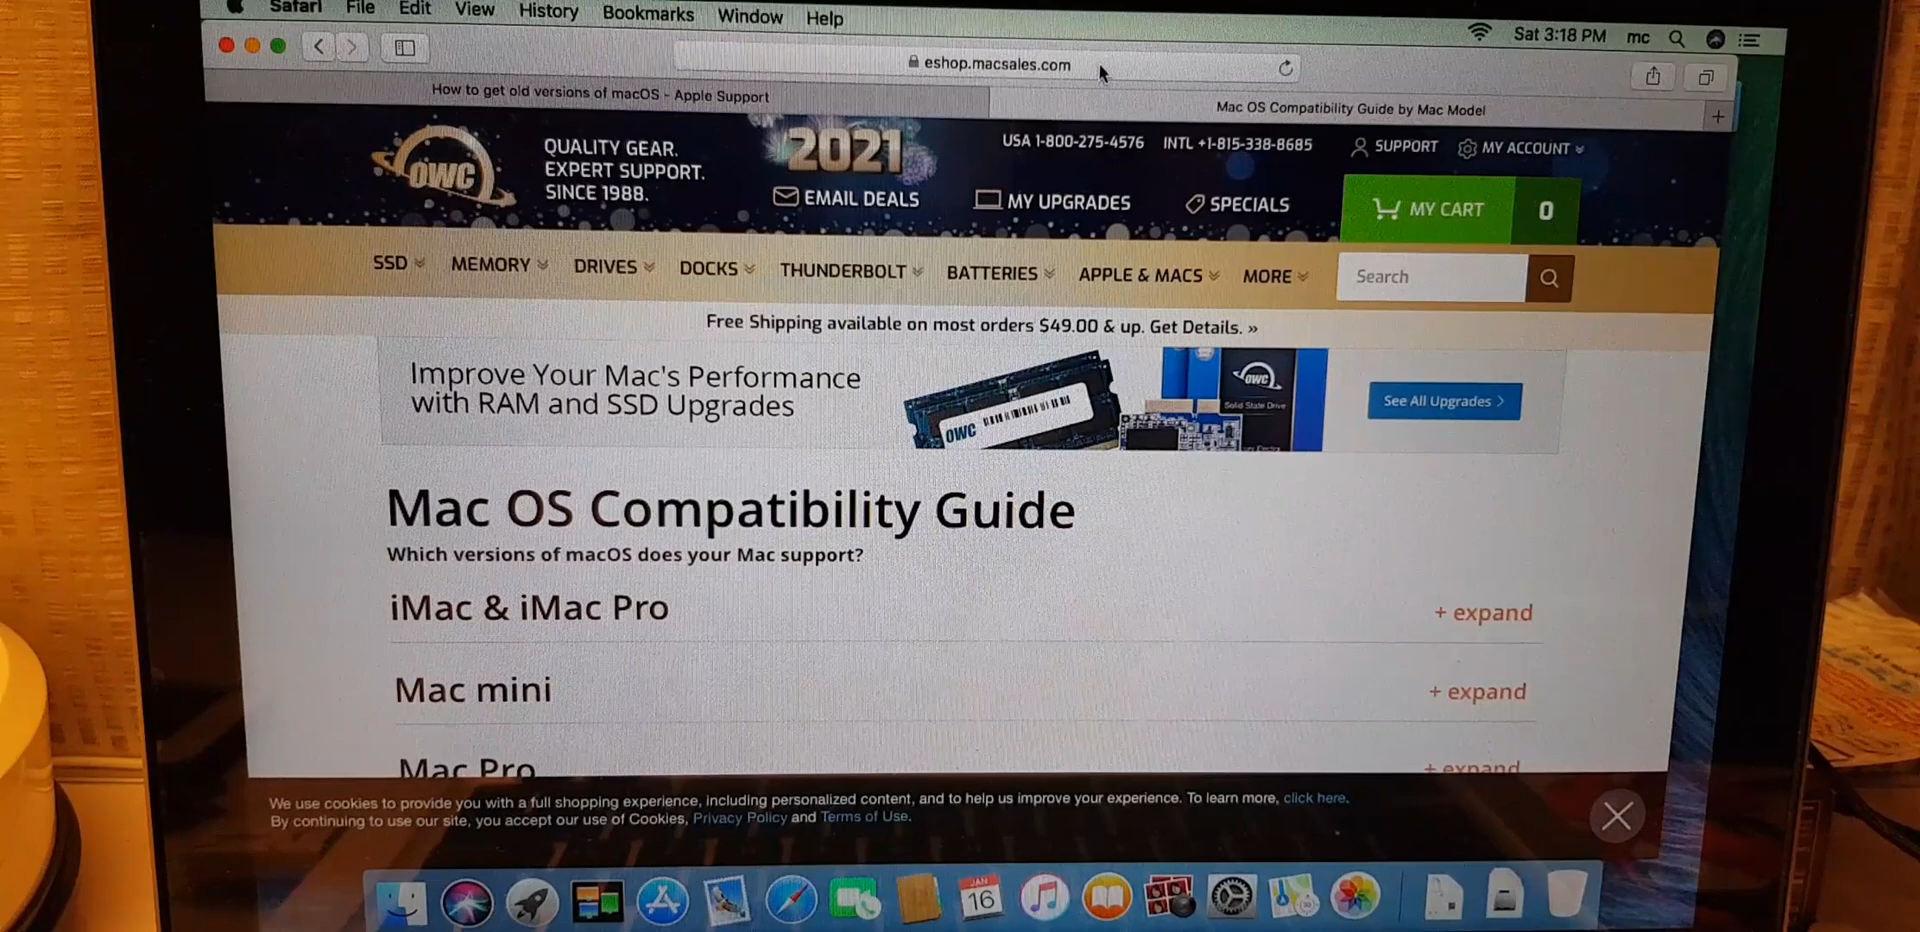 Safari File Edit View History Bookmarks Window Help
Sat 3:18 PM mc
eshop.macsales.com
How to get old versions of macOS - Apple Support
Mac OS Compatibility Guide by Mac Model
OWC
QUALITY GEAR.
EXPERT SUPPORT.
SINCE 1988.
2021
USA 1-800-275-4576 INTL +1-815-338-8685
SUPPORT MY ACCOUNT
EMAIL DEALS MY UPGRADES SPECIALS
MY CART 0
SSD MEMORY DRIVES DOCKS THUNDERBOLT BATTERIES APPLE & MACS MORE
Search
Free Shipping available on most orders $49.00 & up. Get Details. »
Improve Your Mac's Performance
with RAM and SSD Upgrades
OWC
OWC
Solid State Drive
See All Upgrades
Mac OS Compatibility Guide
Which versions of macOS does your Mac support?
iMac & iMac Pro + expand
Mac mini + expand
Mac Pro + expand
We use cookies to provide you with a full shopping experience, including personalized content, and to help us improve your experience. To learn more, click here.
By continuing to use our site, you accept our use of Cookies, Privacy Policy and Terms of Use.
JAN
16